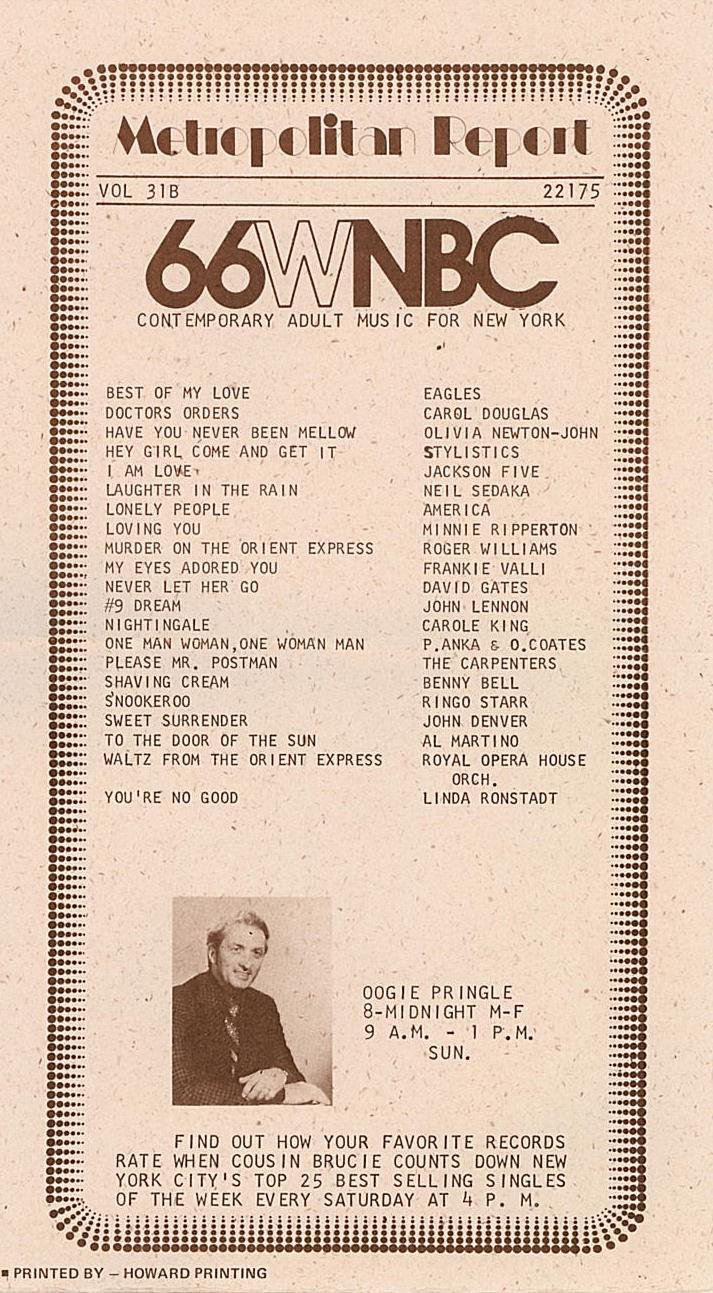 Metropolitan Report
VOL 31B 22175
66WNBC
CONTEMPORARY ADULT MUSIC FOR NEW YORK
BEST OF MY LOVE EAGLES
DOCTORS ORDERS CAROL DOUGLAS
HAVE YOU NEVER BEEN MELLOW OLIVIA NEWTON-JOHN
HEY GIRL COME AND GET IT STYLISTICS
I AM LOVE JACKSON FIVE
LAUGHTER IN THE RAIN NEIL SEDAKA
LONELY PEOPLE AMERICA
LOVING YOU MINNIE RIPPERTON
MURDER ON THE ORIENT EXPRESS ROGER WILLIAMS
MY EYES ADORED YOU FRANKIE VALLI
NEVER LET HER GO DAVID GATES
#9 DREAM JOHN LENNON
NIGHTINGALE CAROLE KING
ONE MAN WOMAN,ONE WOMAN MAN P.ANKA & O.COATES
PLEASE MR. POSTMAN THE CARPENTERS
SHAVING CREAM BENNY BELL
SNOOKEROO RINGO STARR
SWEET SURRENDER JOHN DENVER
TO THE DOOR OF THE SUN AL MARTINO
WALTZ FROM THE ORIENT EXPRESS ROYAL OPERA HOUSE
ORCH.
YOU'RE NO GOOD LINDA RONSTADT
OOGIE PRINGLE
8-MIDNIGHT M-F
9 A.M. - 1 P.M.
SUN.
FIND OUT HOW YOUR FAVORITE RECORDS
RATE WHEN COUSIN BRUCIE COUNTS DOWN NEW
YORK CITY'S TOP 25 BEST SELLING SINGLES
OF THE WEEK EVERY SATURDAY AT 4 P. M.
PRINTED BY – HOWARD PRINTING